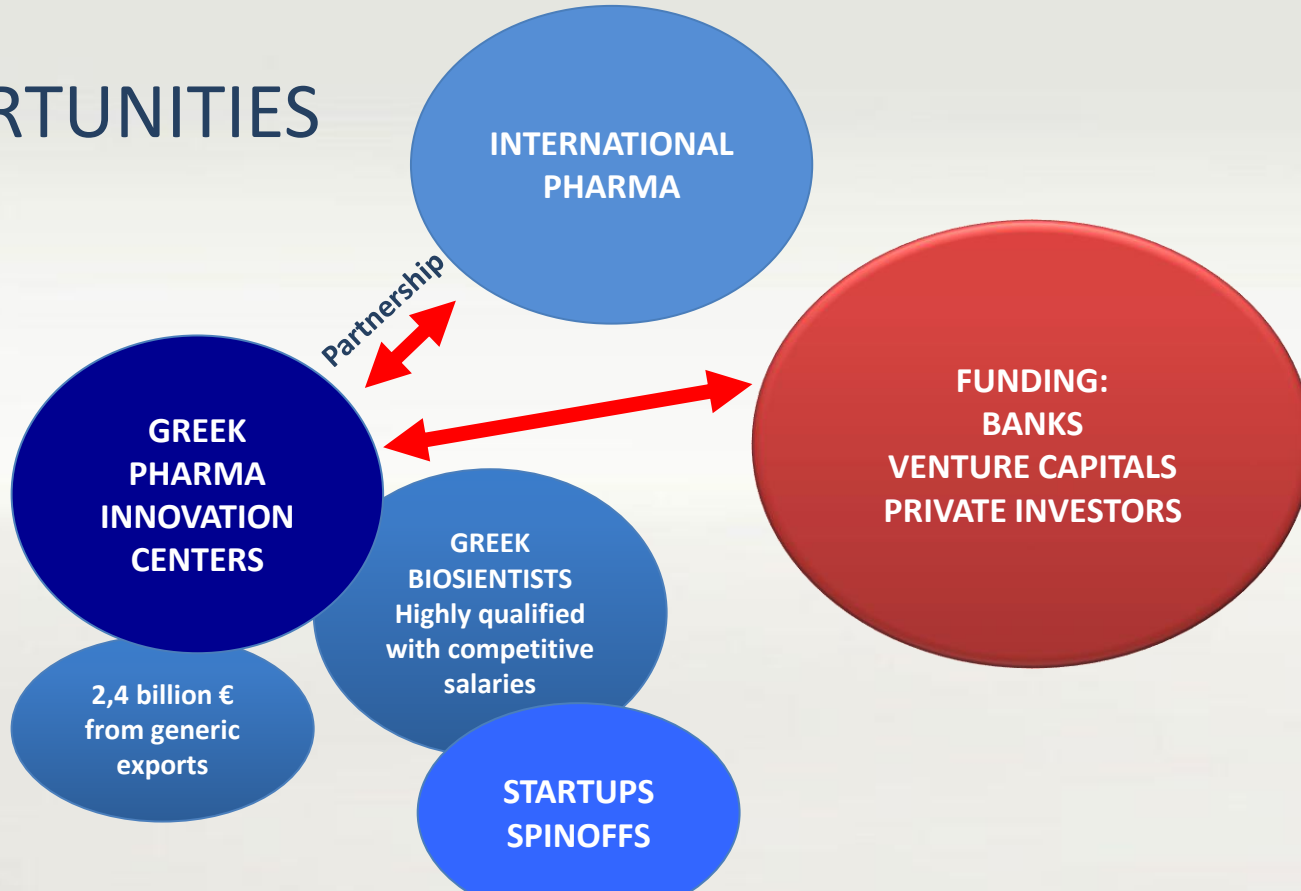 RTUNITIES
INTERNATIONAL
PHARMA
Partnership
FUNDING:
BANKS
VENTURE CAPITALS
PRIVATE INVESTORS
GREEK
PHARMA
INNOVATION
CENTERS
GREEK
BIOSIENTISTS
Highly qualified
with competitive
salaries
2,4 billion €
from generic
exports
STARTUPS
SPINOFFS